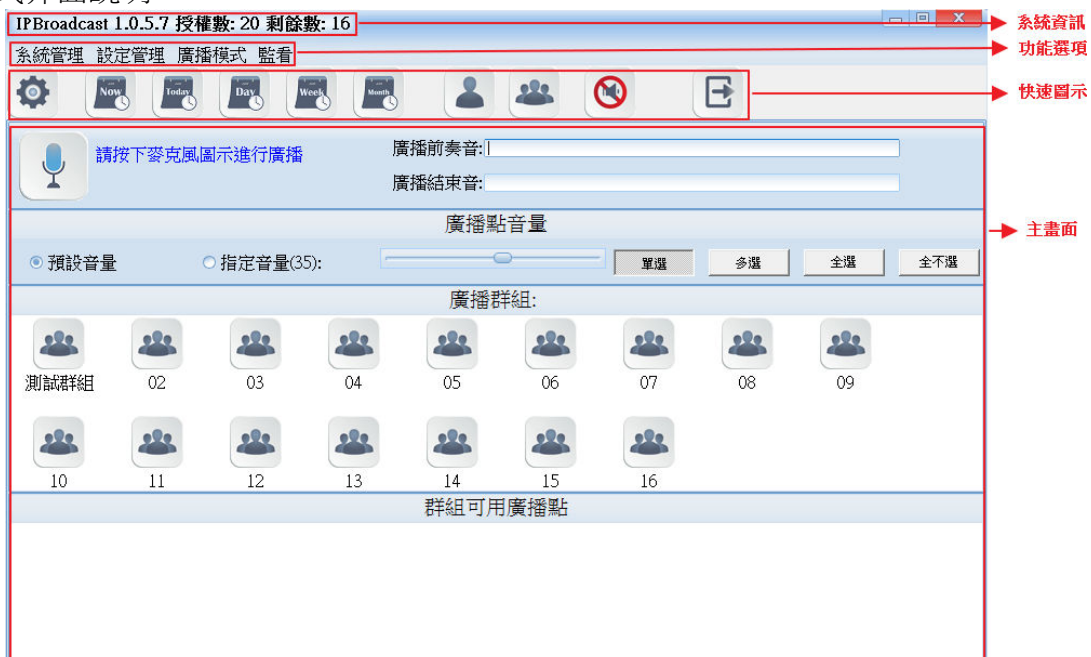 式介面說明
IPBroadcast 1.0.5.7 授權數: 20 剩餘數: 16
系統資訊
系統管理 設定管理 廣播模式 監看
功能選項
Now Today Day Week Month
快速圖示
請按下麥克風圖示進行廣播
廣播前奏音:
廣播結束音:
廣播點音量
主畫面
預設音量 指定音量(35): 單選 多選 全選 全不選
廣播群組:
測試群組 02 03 04 05 06 07 08 09
10 11 12 13 14 15 16
群組可用廣播點